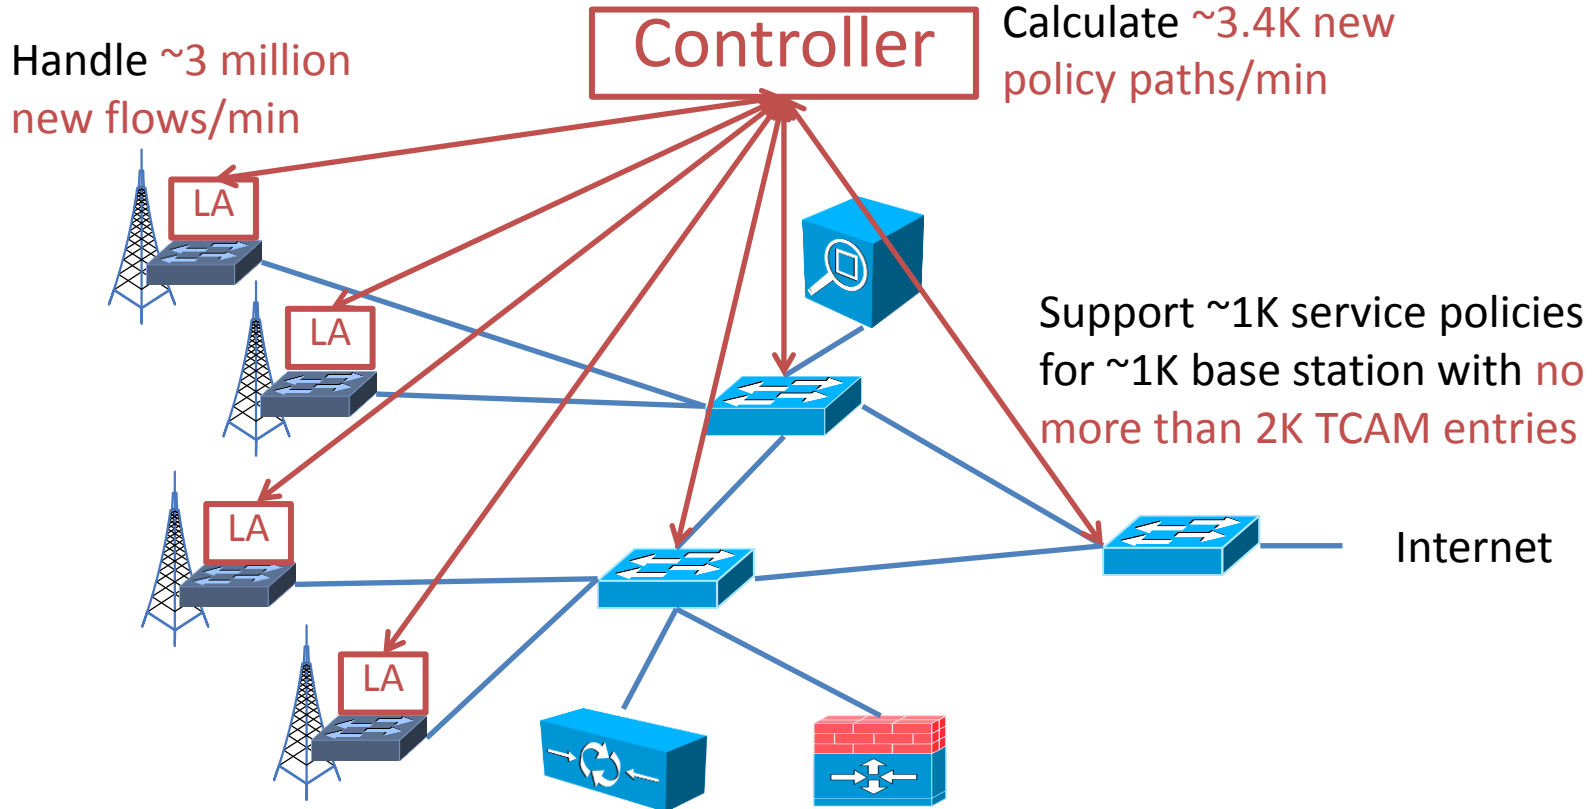 Controller
Calculate ~3.4K new
policy paths/min
Handle ~3 million
new flows/min
LA
LA
Support ~1K service policies
for ~1K base station with no
more than 2K TCAM entries
LA
Internet
LA